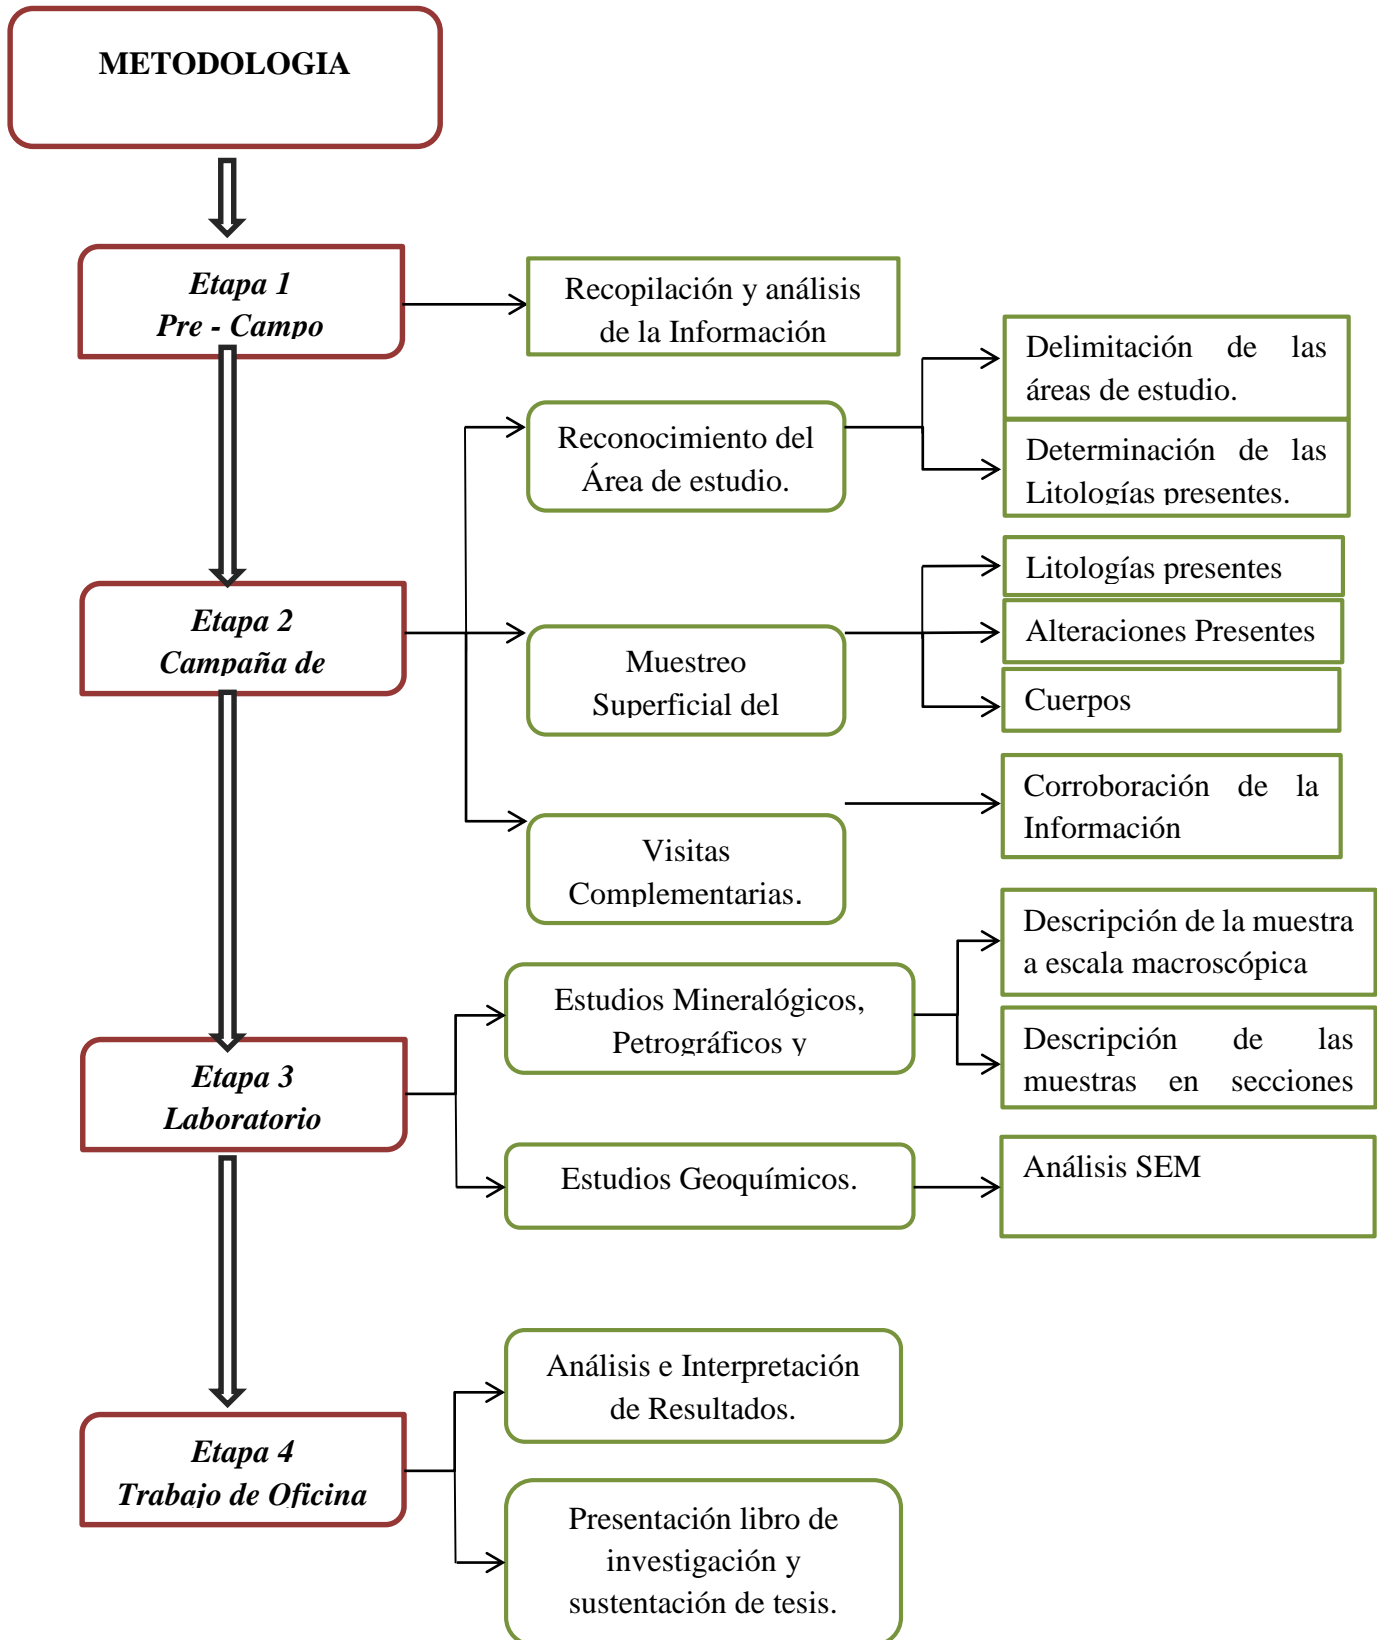 METODOLOGIA
Etapa 1
Pre - Campo
Recopilación y análisis
de la Información
Delimitación de las
áreas de estudio.
Reconocimiento del
Área de estudio.
Determinación de las
Litologías presentes.
Etapa 2
Campaña de
Litologías presentes
Alteraciones Presentes
Muestreo
Superficial del
Cuerpos
Visitas
Complementarias.
Corroboración de la
Información
Descripción de la muestra
a escala macroscópica
Estudios Mineralógicos,
Petrográficos y
Descripción de las
muestras en secciones
Etapa 3
Laboratorio
Estudios Geoquímicos.
Análisis SEM
Análisis e Interpretación
de Resultados.
Etapa 4
Trabajo de Oficina
Presentación libro de
investigación y
sustentación de tesis.